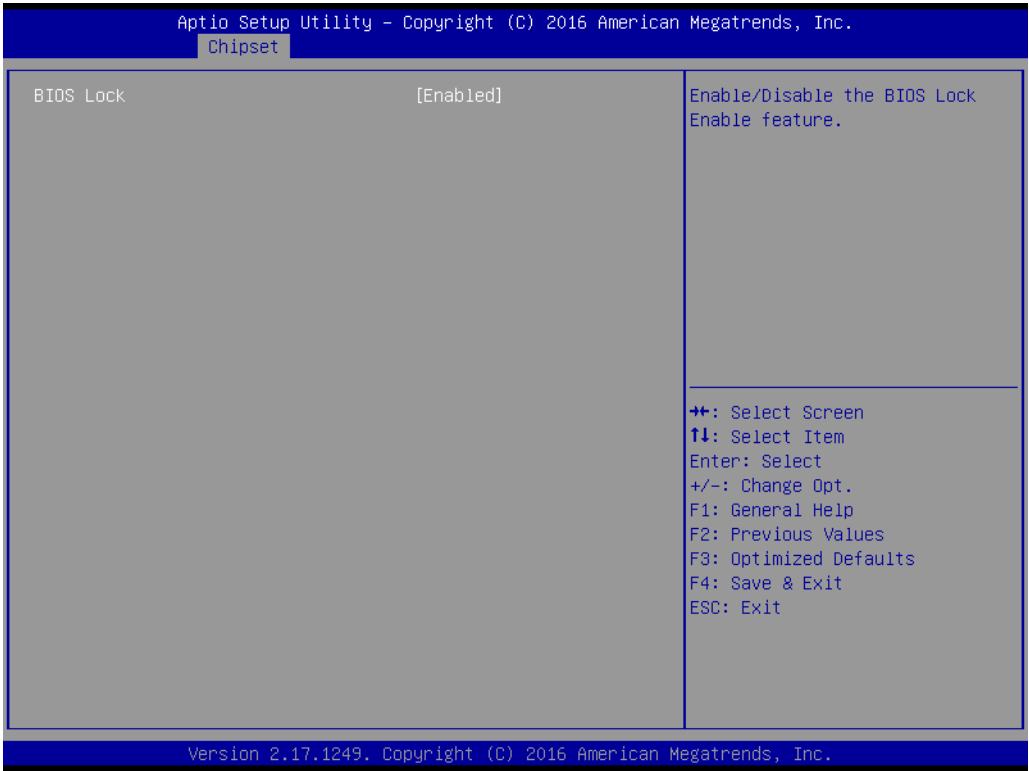 Aptio Setup Utility – Copyright (C) 2016 American Megatrends, Inc.
Chipset
BIOS Lock [Enabled]
Enable/Disable the BIOS Lock
Enable feature.
→←: Select Screen
↑↓: Select Item
Enter: Select
+/-: Change Opt.
F1: General Help
F2: Previous Values
F3: Optimized Defaults
F4: Save & Exit
ESC: Exit
Version 2.17.1249. Copyright (C) 2016 American Megatrends, Inc.